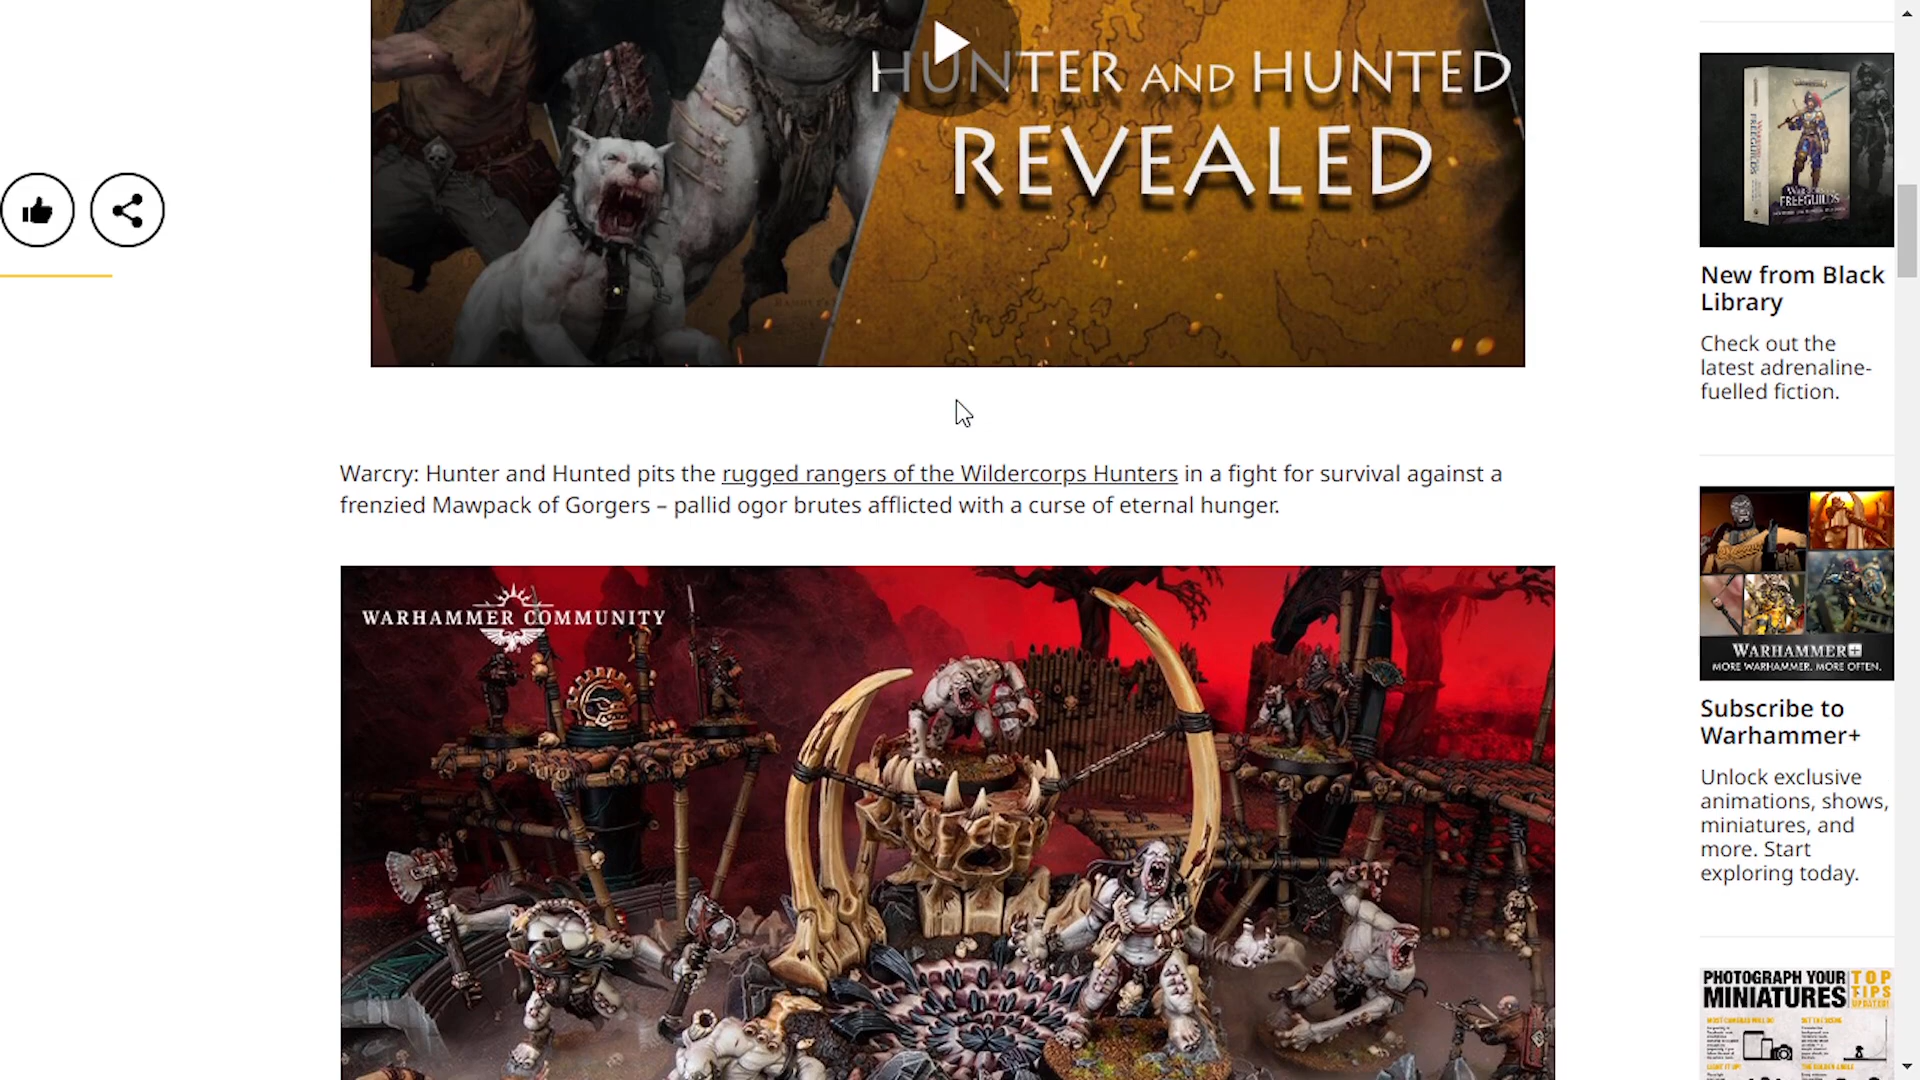 HUNTER AND HUNTED
REVEALED
Warcry: Hunter and Hunted pits the rugged rangers of the Wildercorps Hunters in a fight for survival against a
frenzied Mawpack of Gorgers – pallid ogor brutes afflicted with a curse of eternal hunger.
WARHAMMER COMMUNITY
FREEGUILDS
New from Black
Library
Check out the
latest adrenaline-
fuelled fiction.
WARHAMMER+
MORE WARHAMMER. MORE OFTEN.
Subscribe to
Warhammer+
Unlock exclusive
animations, shows,
miniatures, and
more. Start
exploring today.
PHOTOGRAPH YOUR
MINIATURES
TOP
TIPS